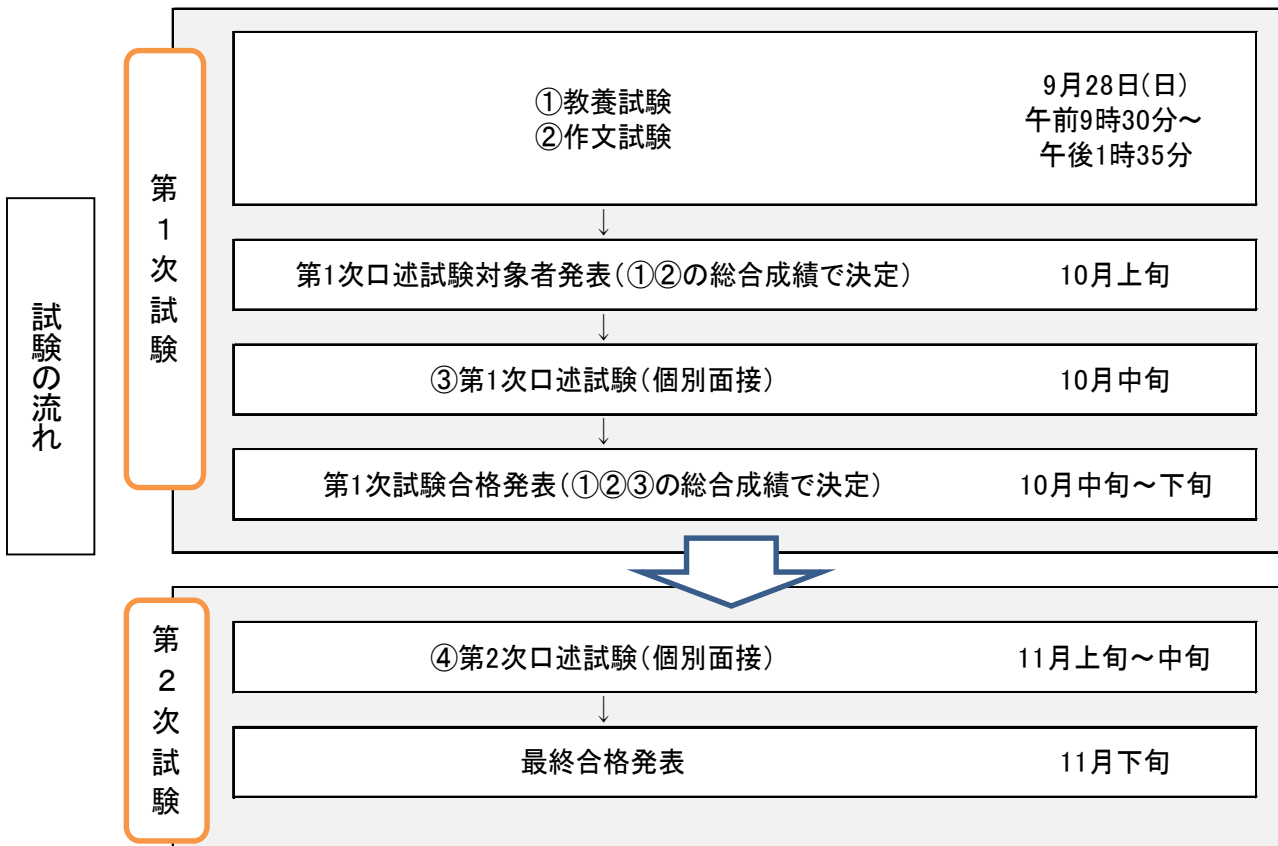 試験の流れ
第1次試験
①教養試験
②作文試験
9月28日(日)
午前9時30分～
午後1時35分
↓
第1次口述試験対象者発表(①②の総合成績で決定)
10月上旬
↓
③第1次口述試験(個別面接)
10月中旬
↓
第1次試験合格発表(①②③の総合成績で決定)
10月中旬～下旬
第2次試験
④第2次口述試験(個別面接)
11月上旬～中旬
↓
最終合格発表
11月下旬